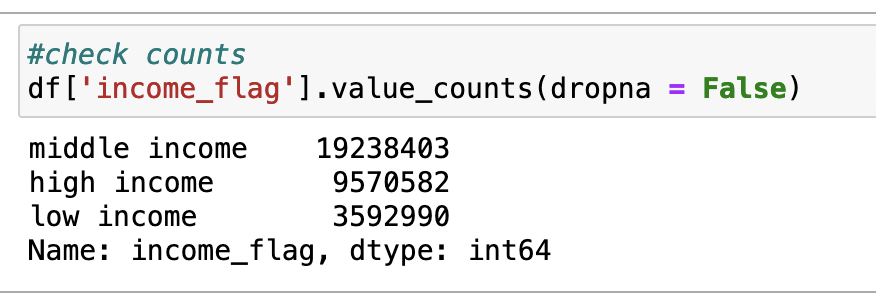 #check counts
df['income_flag'].value_counts(dropna = False)
middle income    19238403
high income       9570582
low income        3592990
Name: income_flag, dtype: int64